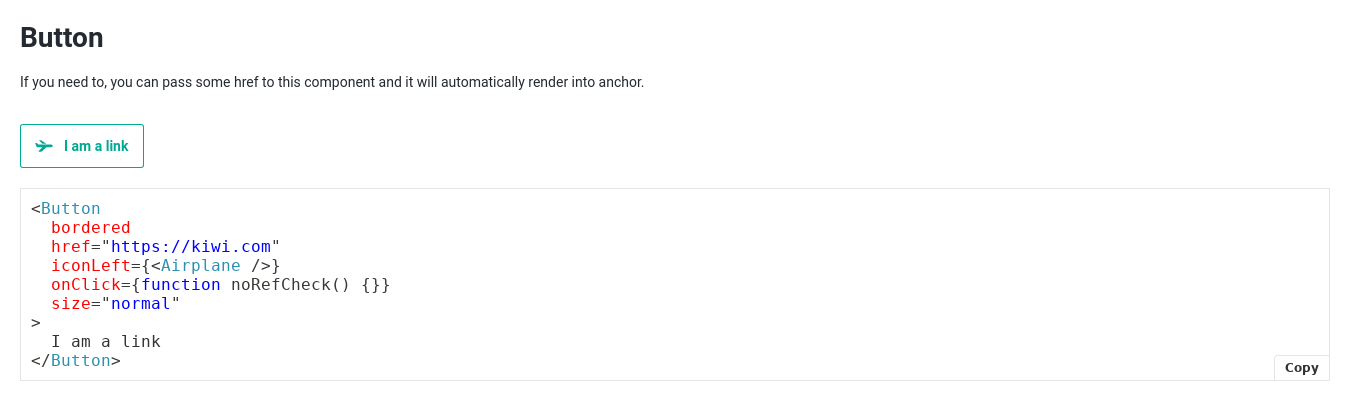 Button
If you need to, you can pass some href to this component and it will automatically render into anchor.
I am a link
<Button
  bordered
  href="https://kiwi.com"
  iconLeft={<Airplane />}
  onClick={function noRefCheck() {}}
  size="normal"
>
  I am a link
</Button>
Copy